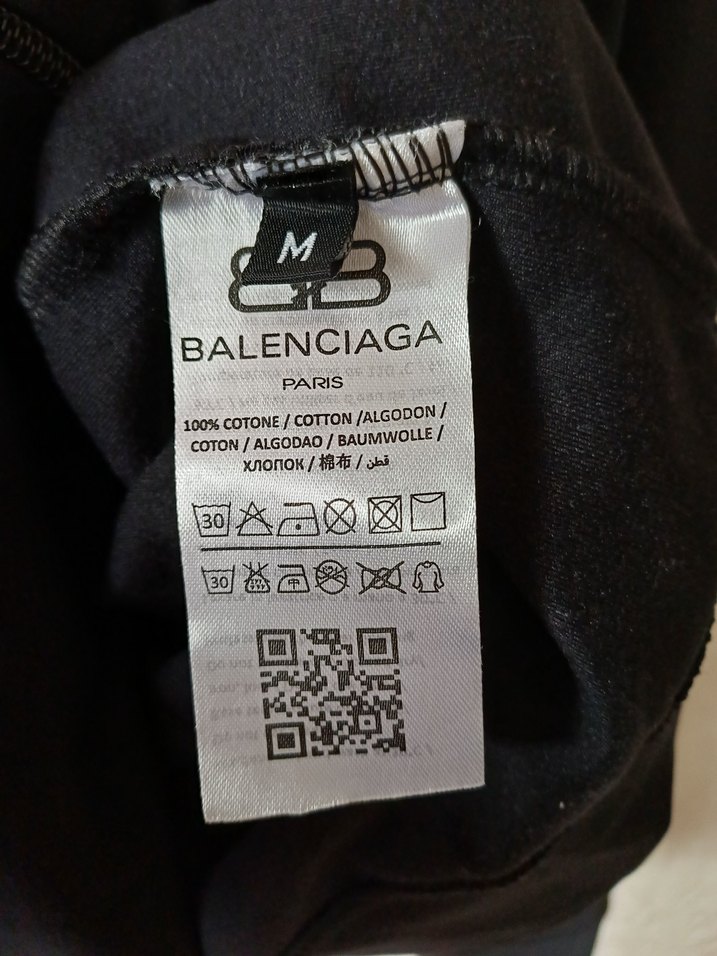 M
BALENCIAGA
PARIS
100% COTONE / COTTON /ALGODON /
COTON / ALGODAO / BAUMWOLLE /
ХЛОПОК / 棉布 / قطن
30
30